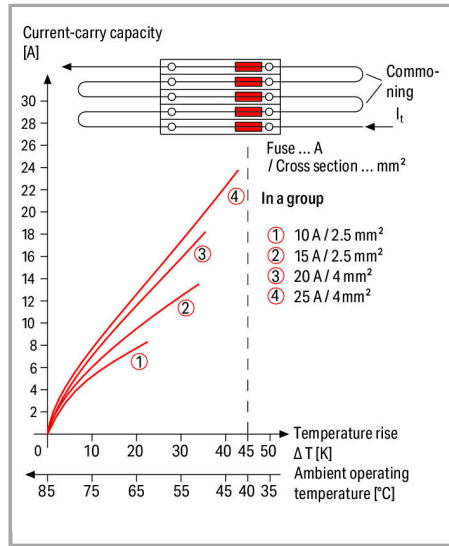 Current-carry capacity
[A]
Commo-
ning
I_t
30
28
26
24
22
20
18
16
14
12
10
8
6
4
2
Fuse ... A
/ Cross section ... mm²
In a group
① 10 A / 2.5 mm²
② 15 A / 2.5 mm²
③ 20 A / 4 mm²
④ 25 A / 4 mm²
④
③
②
①
0 10 20 30 40 45 50
Temperature rise
Δ T [K]
85 75 65 55 45 40 35
Ambient operating
temperature [°C]